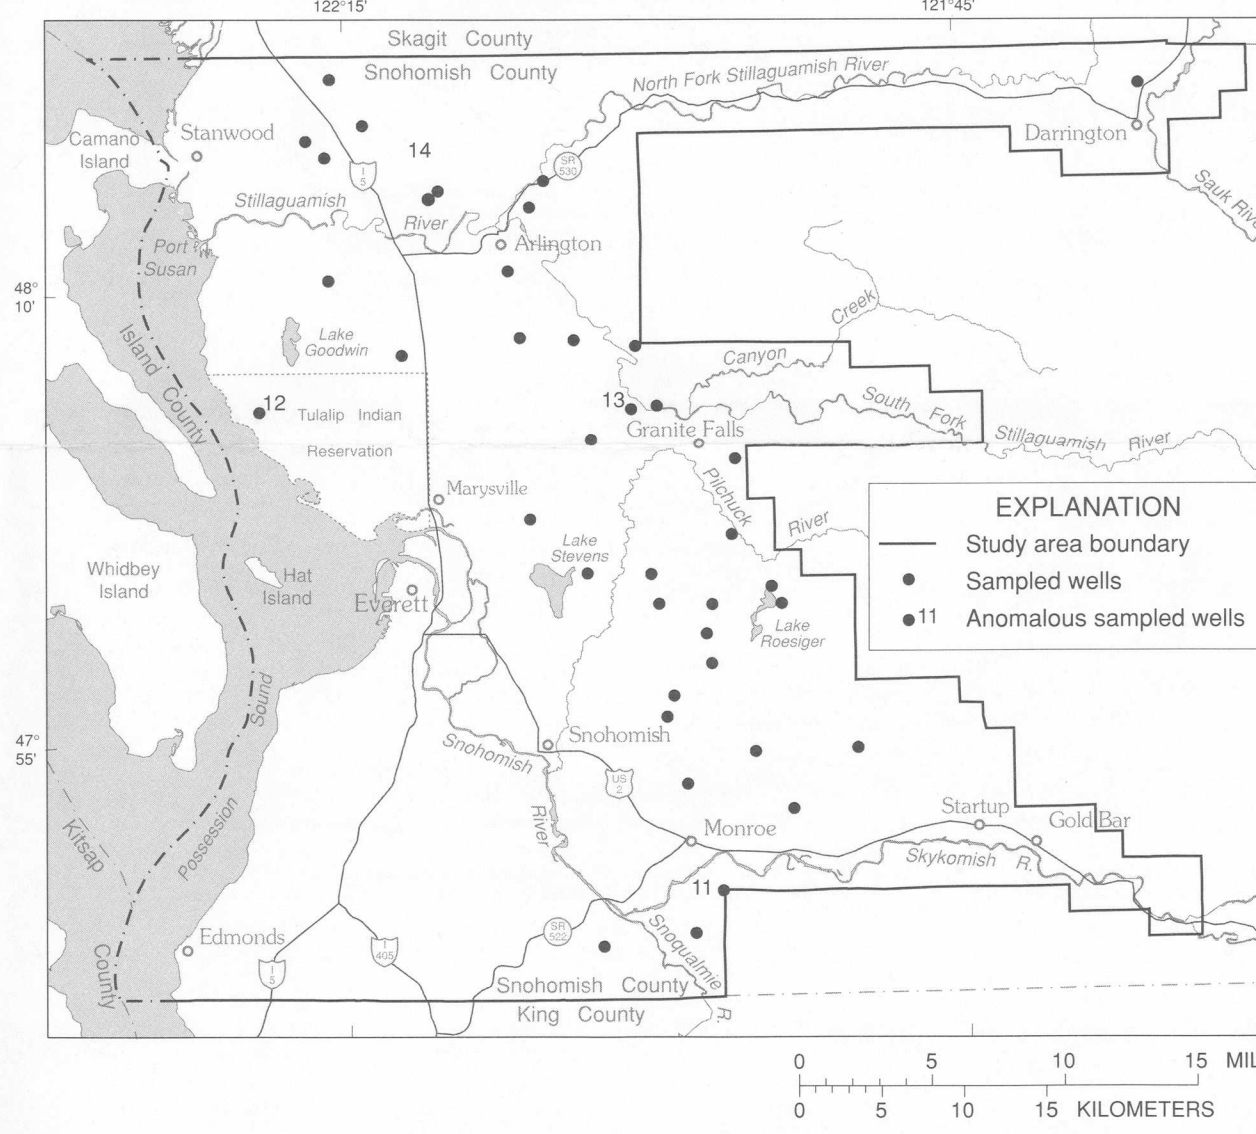 122°15'
121°45'
Skagit County
Snohomish County
North Fork Stillaguamish River
Camano
Island
Stanwood
14
I
5
SR
530
Darrington
Sauk
Stillaguamish
River
Arlington
Port
Susan
48°
10'
Lake
Goodwin
Creek
Canyon
Island County
12
Tulalip Indian
Reservation
13
Granite Falls
South Fork
Stillaguamish River
Marysville
Pilchuck
River
EXPLANATION
Study area boundary
Sampled wells
11
Anomalous sampled wells
Lake
Stevens
Whidbey
Island
Hat
Island
Everett
Lake
Roesiger
Possession
Sound
47°
55'
Snohomish
Snohomish
River
US
2
Monroe
Startup
Gold Bar
Skykomish R.
Kitsap
County
11
Edmonds
I
5
I
405
SR
522
Snoqualmie
R.
Snohomish County
King County
0 5 10 15
0 5 10 15 KILOMETERS